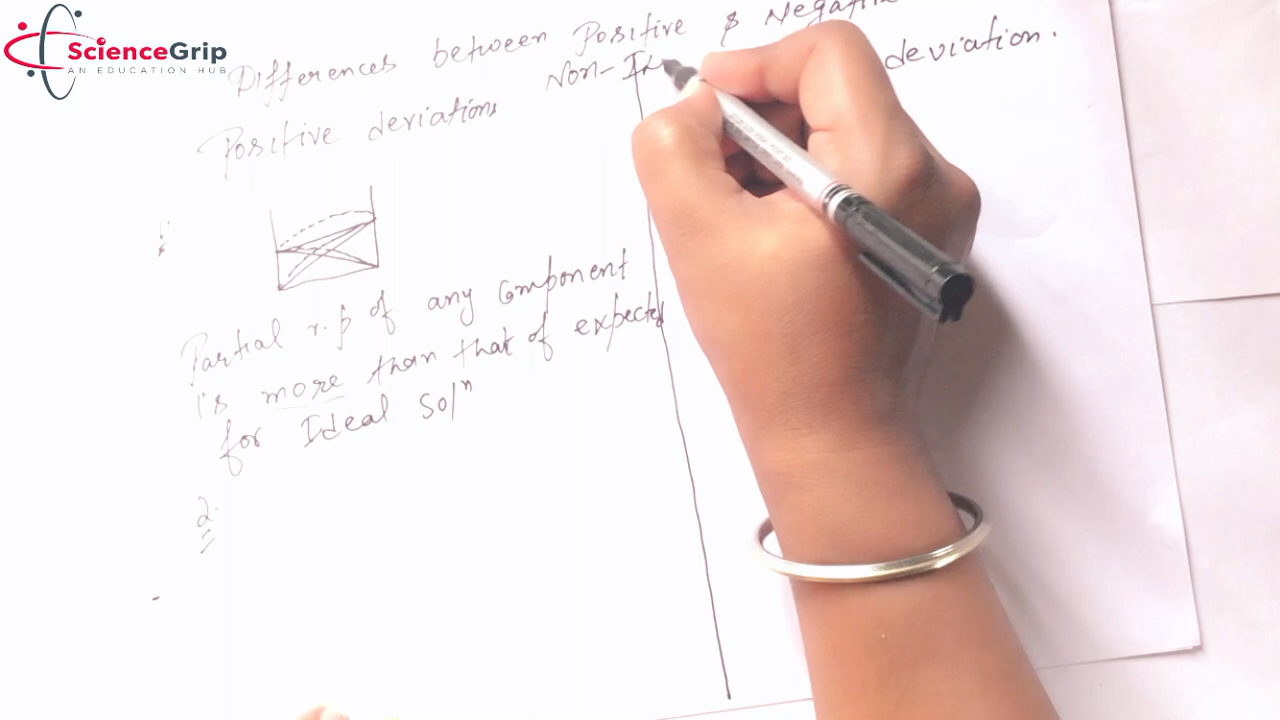 ScienceGrip
AN EDUCATION HUB
Differences between Positive & Negative deviation.
Non-I
Positive deviations
Partial v.p of any Component
is more than that of expected
for Ideal Solⁿ
2.